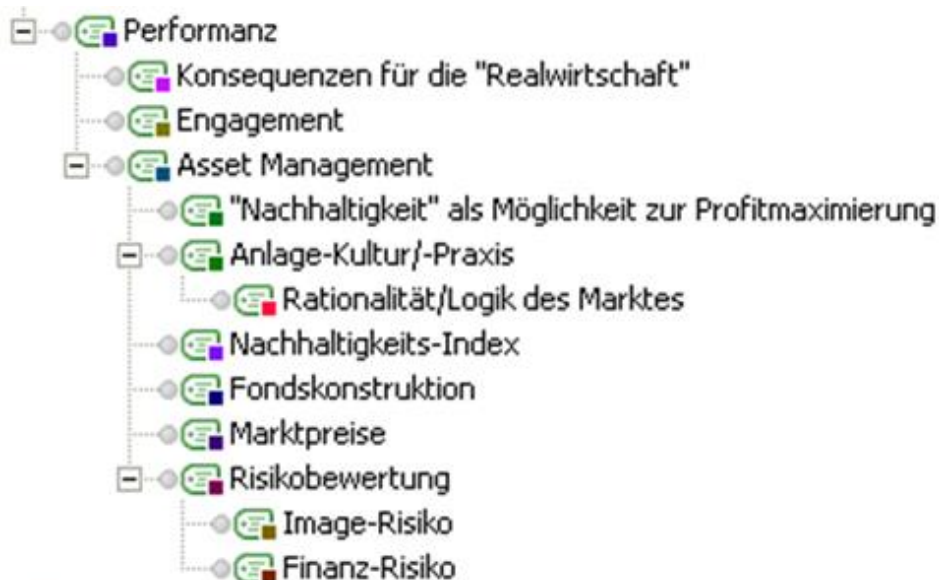 Performanz
Konsequenzen für die "Realwirtschaft"
Engagement
Asset Management
"Nachhaltigkeit" als Möglichkeit zur Profitmaximierung
Anlage-Kultur/-Praxis
Rationalität/Logik des Marktes
Nachhaltigkeits-Index
Fondskonstruktion
Marktpreise
Risikobewertung
Image-Risiko
Finanz-Risiko